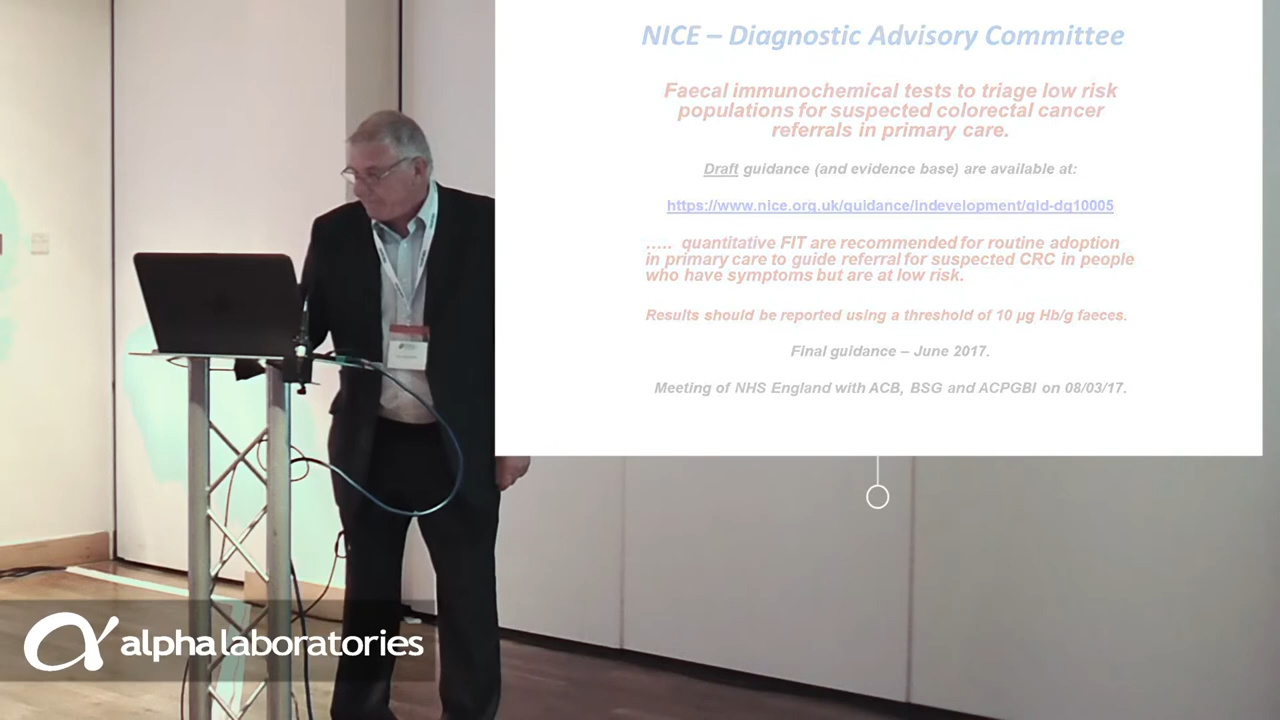 NICE – Diagnostic Advisory Committee
Faecal immunochemical tests to triage low risk
populations for suspected colorectal cancer
referrals in primary care.
Draft guidance (and evidence base) are available at:
https://www.nice.org.uk/guidance/indevelopment/gid-dg10005
..... quantitative FIT are recommended for routine adoption
in primary care to guide referral for suspected CRC in people
who have symptoms but are at low risk.
Results should be reported using a threshold of 10 µg Hb/g faeces.
Final guidance – June 2017.
Meeting of NHS England with ACB, BSG and ACPGBI on 08/03/17.
alphalaboratories